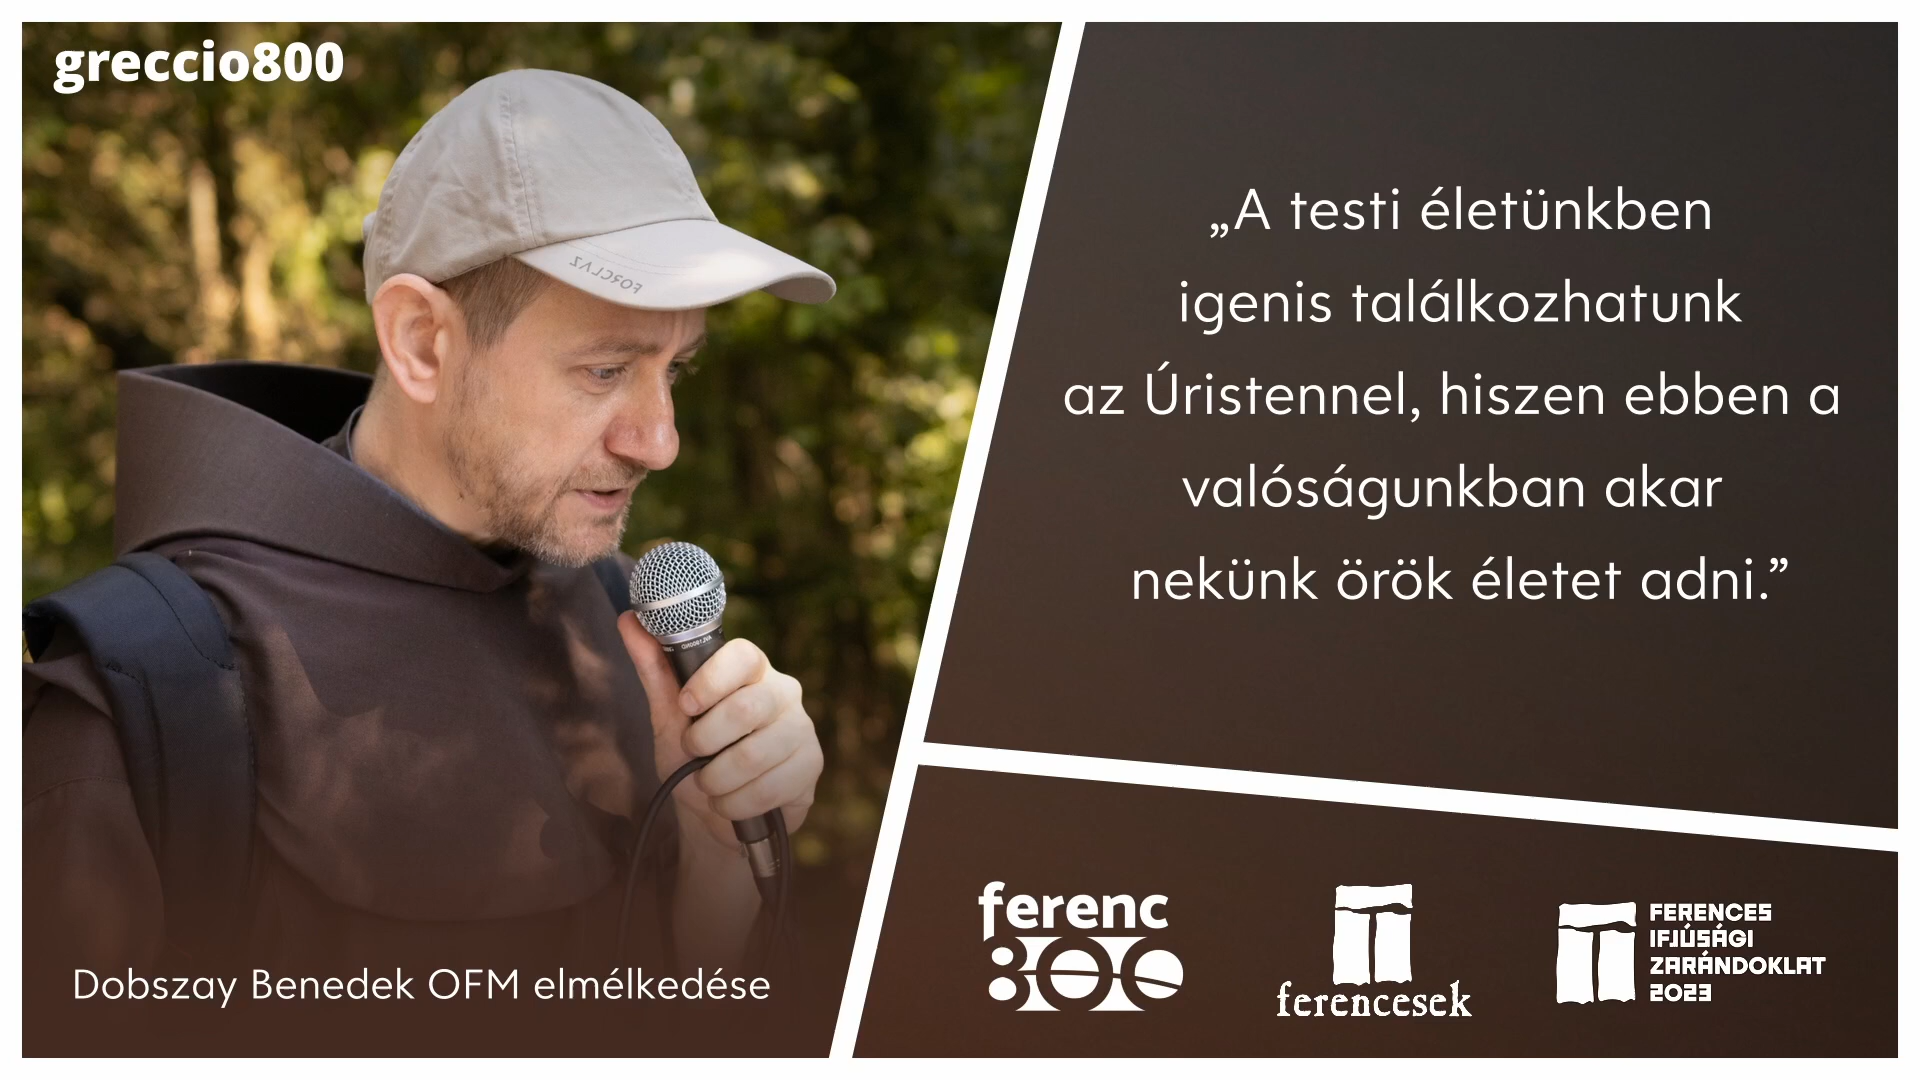 greccio800
FORCLAZ
„A testi életünkben
igenis találkozhatunk
az Úristennel, hiszen ebben a
valóságunkban akar
nekünk örök életet adni.”
Dobszay Benedek OFM elmélkedése
ferenc
800
ferencesek
FERENCES
IFJÚSÁGI
ZARÁNDOKLAT
2023